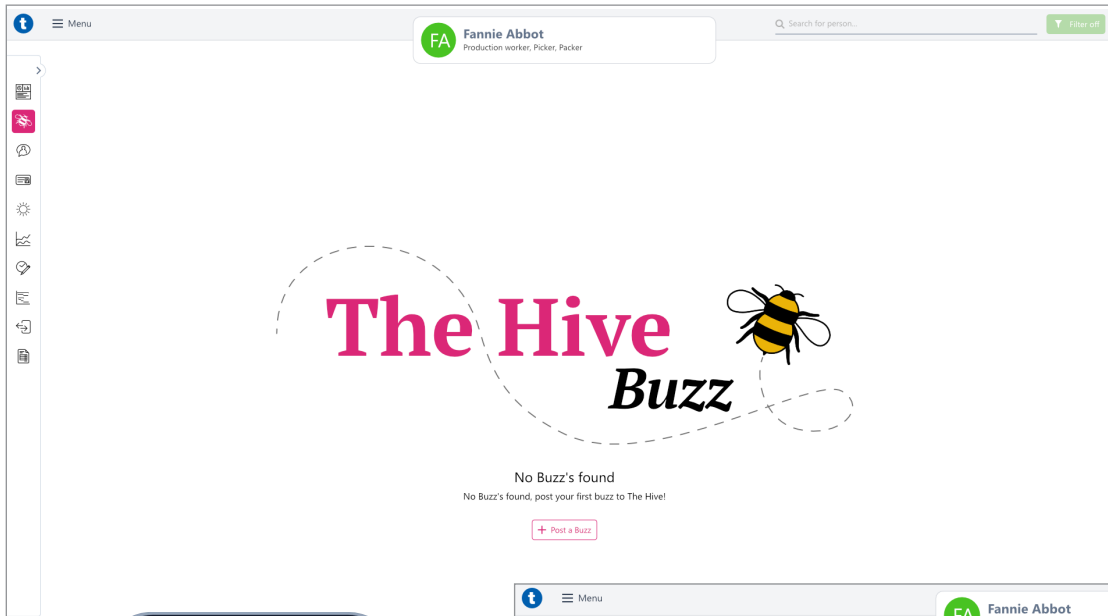 t
Menu
FA
Fannie Abbot
Production worker, Picker, Packer
Search for person...
Filter off
The Hive
Buzz
No Buzz's found
No Buzz's found, post your first buzz to The Hive!
+ Post a Buzz
t
Menu
FA
Fannie Abbot